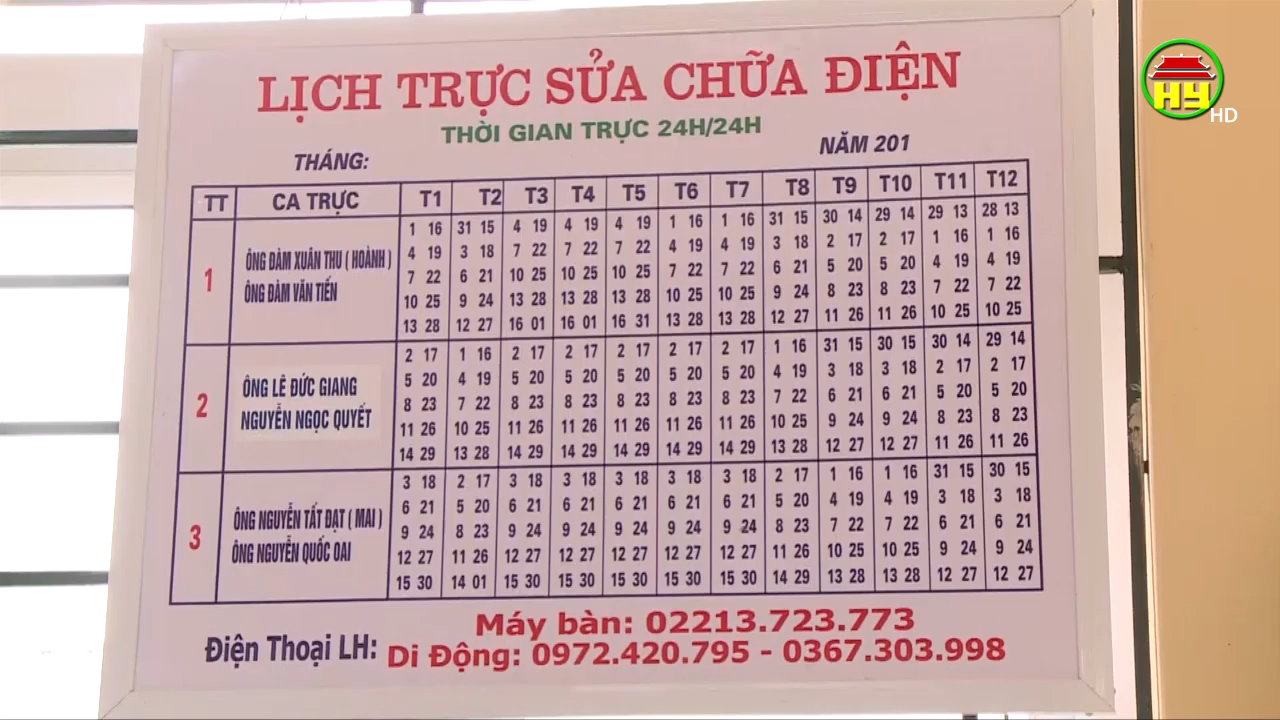 LỊCH TRỰC SỬA CHỮA ĐIỆN
THỜI GIAN TRỰC 24H/24H
THÁNG: NĂM 201
TT CA TRỰC T1 T2 T3 T4 T5 T6 T7 T8 T9 T10 T11 T12
1 16 31 15 4 19 4 19 4 19 1 16 1 16 31 15 30 14 29 14 29 13 28 13
ÔNG ĐÀM XUÂN THU ( HOÀNH ) 4 19 3 18 7 22 7 22 7 22 4 19 4 19 3 18 2 17 2 17 1 16 1 16
1 7 22 6 21 10 25 10 25 10 25 7 22 7 22 6 21 5 20 5 20 4 19 4 19
ÔNG ĐÀM VĂN TIẾN 10 25 9 24 13 28 13 28 13 28 10 25 10 25 9 24 8 23 8 23 7 22 7 22
13 28 12 27 16 01 16 01 16 31 13 28 13 28 12 27 11 26 11 26 10 25 10 25
2 17 1 16 2 17 2 17 2 17 2 17 2 17 1 16 31 15 30 15 30 14 29 14
ÔNG LÊ ĐỨC GIANG 5 20 4 19 5 20 5 20 5 20 5 20 5 20 4 19 3 18 3 18 2 17 2 17
2 8 23 7 22 8 23 8 23 8 23 8 23 8 23 7 22 6 21 6 21 5 20 5 20
NGUYỄN NGỌC QUYẾT 11 26 10 25 11 26 11 26 11 26 11 26 11 26 10 25 9 24 9 24 8 23 8 23
14 29 13 28 14 29 14 29 14 29 14 29 14 29 13 28 12 27 12 27 11 26 11 26
3 18 2 17 3 18 3 18 3 18 3 18 3 18 2 17 1 16 1 16 31 15 30 15
ÔNG NGUYỄN TẤT ĐẠT ( MAI ) 6 21 5 20 6 21 6 21 6 21 6 21 6 21 5 20 4 19 4 19 3 18 3 18
3 9 24 8 23 9 24 9 24 9 24 9 24 9 24 8 23 7 22 7 22 6 21 6 21
ÔNG NGUYỄN QUỐC OAI 12 27 11 26 12 27 12 27 12 27 12 27 12 27 11 26 10 25 10 25 9 24 9 24
15 30 14 01 15 30 15 30 15 30 15 30 15 30 14 29 13 28 13 28 12 27 12 27
Máy bàn: 02213.723.773
Điện Thoại LH: Di Động: 0972.420.795 - 0367.303.998
HY HD